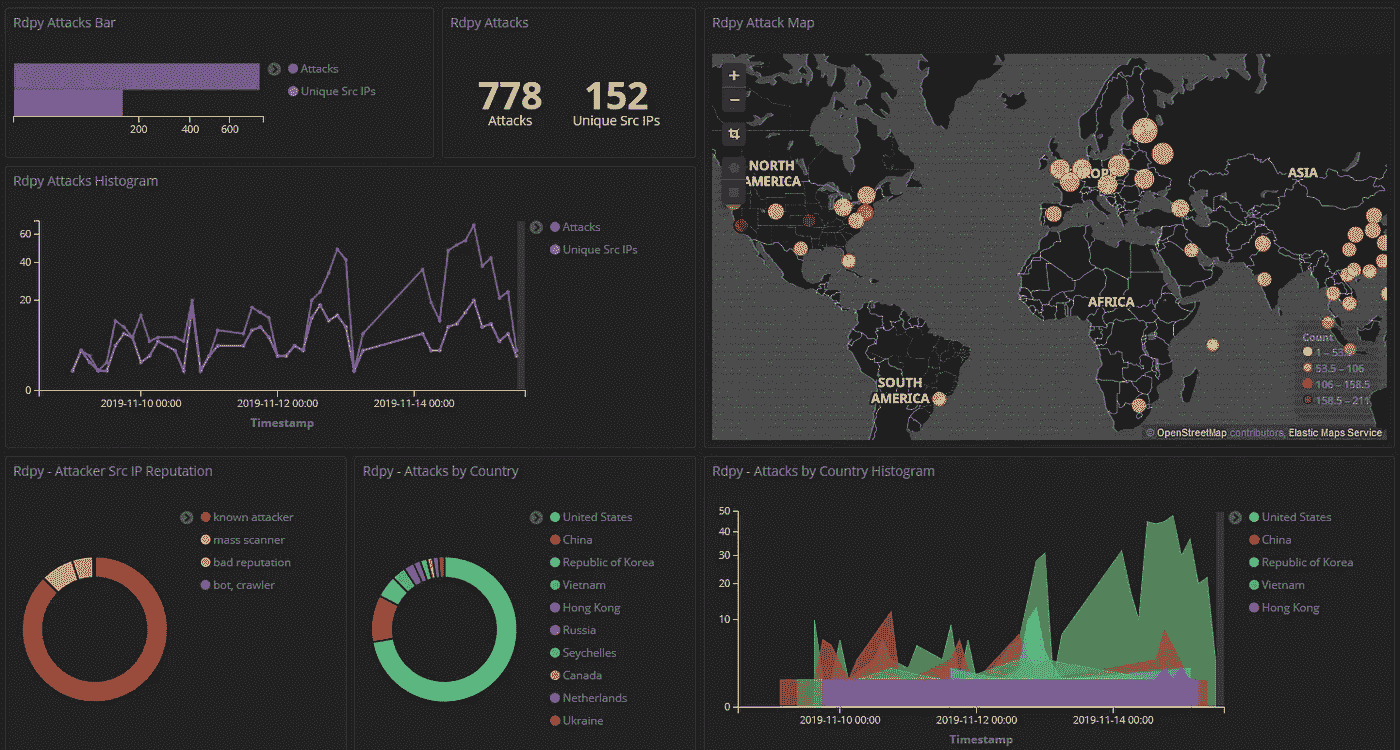 Rdpy Attacks Bar
Attacks
Unique Src IPs
200 400 600
Rdpy Attacks
778 152
Attacks Unique Src IPs
Rdpy Attack Map
+
−
NORTH
AMERICA
ASIA
AFRICA
SOUTH
AMERICA
Count
1 – 53.5
53.5 – 106
106 – 158.5
158.5 – 211
© OpenStreetMap contributors, Elastic Maps Service
Rdpy Attacks Histogram
60
40
20
0
2019-11-10 00:00 2019-11-12 00:00 2019-11-14 00:00
Timestamp
Attacks
Unique Src IPs
Rdpy - Attacker Src IP Reputation
known attacker
mass scanner
bad reputation
bot, crawler
Rdpy - Attacks by Country
United States
China
Republic of Korea
Vietnam
Hong Kong
Russia
Seychelles
Canada
Netherlands
Ukraine
Rdpy - Attacks by Country Histogram
50
40
30
20
10
0
2019-11-10 00:00 2019-11-12 00:00 2019-11-14 00:00
Timestamp
United States
China
Republic of Korea
Vietnam
Hong Kong